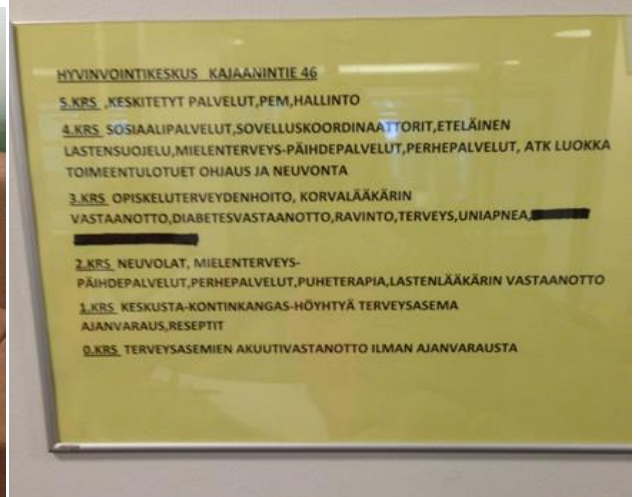 HYVINVOINTIKESKUS KAJAANINTIE 46
5.KRS ,KESKITETYT PALVELUT,PEM,HALLINTO
4.KRS SOSIAALIPALVELUT,SOVELLUSKOORDINAATTORIT,ETELÄINEN
LASTENSUOJELU,MIELENTERVEYS-PÄIHDEPALVELUT,PERHEPALVELUT, ATK LUOKKA
TOIMEENTULOTUET OHJAUS JA NEUVONTA
3.KRS OPISKELUTERVEYDENHOITO, KORVALÄÄKÄRIN
VASTAANOTTO,DIABETESVASTAANOTTO,RAVINTO,TERVEYS,UNIAPNEA,
2.KRS NEUVOLAT, MIELENTERVEYS-
PÄIHDEPALVELUT,PERHEPALVELUT,PUHETERAPIA,LASTENLÄÄKÄRIN VASTAANOTTO
1.KRS KESKUSTA-KONTINKANGAS-HÖYHTYÄ TERVEYSASEMA
AJANVARAUS,RESEPTIT
0.KRS TERVEYSASEMIEN AKUUTIVASTANOTTO ILMAN AJANVARAUSTA